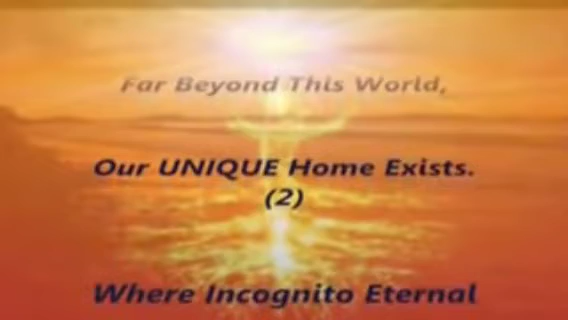 Far Beyond This World,
Our UNIQUE Home Exists.
(2)
Where Incognito Eternal